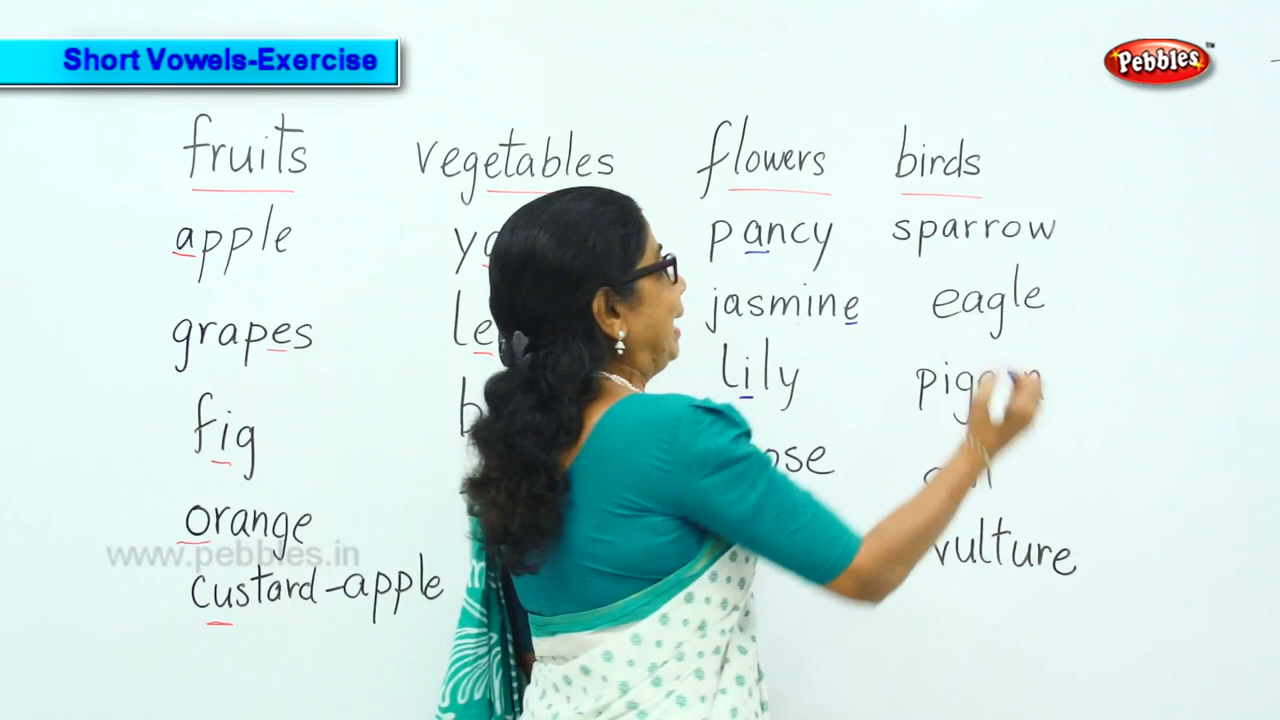 Short Vowels-Exercise
Pebbles™
fruits vegetables flowers birds
apple pancy sparrow
grapes jasmine eagle
fig lily
orange
www.pebbles.in
custard-apple vulture